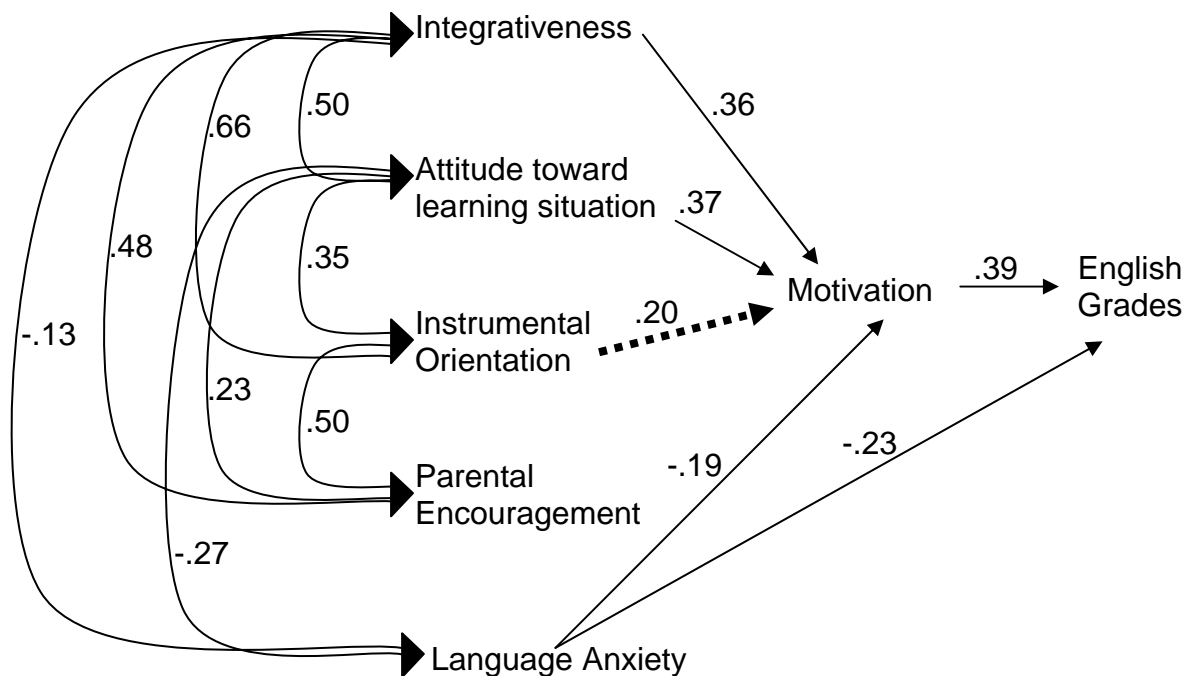 Integrativeness
.50
.36
.66
Attitude toward
learning situation
.37
.48
.35
Motivation
.39
English
Grades
-.13
Instrumental
Orientation
.20
.23
.50
-.19
-.23
Parental
Encouragement
-.27
Language Anxiety